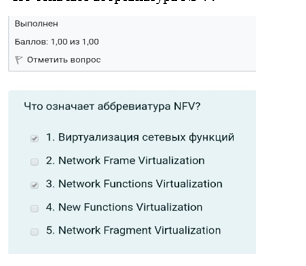 Выполнен
Баллов: 1,00 из 1,00
Отметить вопрос
Что означает аббревиатура NFV?
1. Виртуализация сетевых функций
2. Network Frame Virtualization
3. Network Functions Virtualization
4. New Functions Virtualization
5. Network Fragment Virtualization